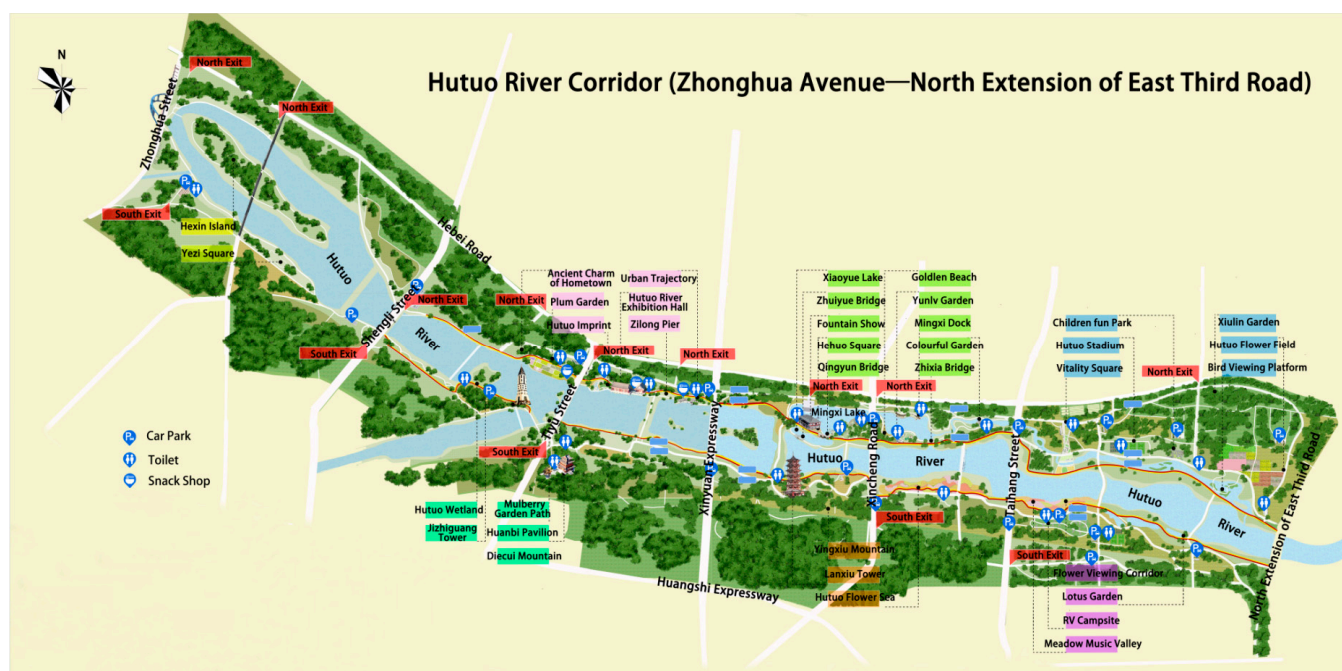 Hutuo River Corridor (Zhonghua Avenue—North Extension of East Third Road)
N
North Exit
Zhonghua Street
North Exit
South Exit
Hexin Island
Yezi Square
Hutuo
Hebei Road
Shengli Street
North Exit
River
South Exit
North Exit
Ancient Charm
of Hometown
Plum Garden
Hutuo Imprint
Urban Trajectory
Hutuo River
Exhibition Hall
Zilong Pier
North Exit
North Exit
Tiyu Street
South Exit
Xinyuan Expressway
Xiaoyue Lake
Zhuiyue Bridge
Fountain Show
Hehuo Square
Qingyun Bridge
Goldlen Beach
Yunlv Garden
Mingxi Dock
Colourful Garden
Zhixia Bridge
North Exit
North Exit
Mingxi Lake
Xincheng Road
Hutuo
River
Taihang Street
Children fun Park
Hutuo Stadium
Vitality Square
North Exit
Xiulin Garden
Hutuo Flower Field
Bird Viewing Platform
Hutuo
River
North Extension of East Third Road
P Car Park
Toilet
Snack Shop
Hutuo Wetland
Jizhiguang
Tower
Mulberry
Garden Path
Huanbi Pavilion
Diecui Mountain
Huangshi Expressway
South Exit
Yingxiu Mountain
Lanxiu Tower
Hutuo Flower Sea
South Exit
Flower Viewing Corridor
Lotus Garden
RV Campsite
Meadow Music Valley